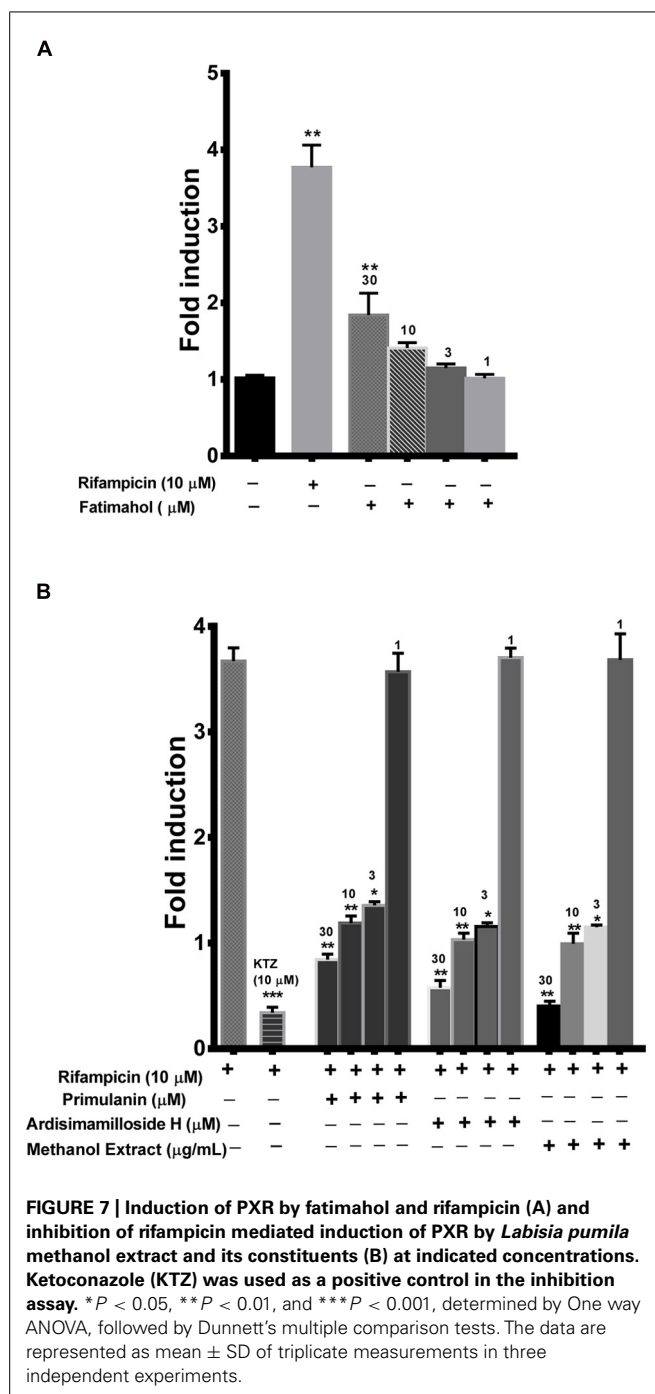 A
Fold induction
5
4
3
2
1
0
**
**
30
10
3
1
Rifampicin (10 μM) – + – – – –
Fatimahol ( μM) – – + + + +
B
Fold induction
4
3
2
1
0
KTZ
(10 μM)
***
30
**
10
**
3
*
1
30
**
10
**
3
*
1
30
**
10
**
3
*
1
Rifampicin (10 μM) + + + + + + + + + + + + + +
Primulanin (μM) – – + + + + – – – – – – – –
Ardisimamilloside H (μM) – – – – – – + + + + – – – –
Methanol Extract (μg/mL) – – – – – – – – – – + + + +
FIGURE 7 | Induction of PXR by fatimahol and rifampicin (A) and
inhibition of rifampicin mediated induction of PXR by Labisia pumila
methanol extract and its constituents (B) at indicated concentrations.
Ketoconazole (KTZ) was used as a positive control in the inhibition
assay. *P < 0.05, **P < 0.01, and ***P < 0.001, determined by One way
ANOVA, followed by Dunnett's multiple comparison tests. The data are
represented as mean ± SD of triplicate measurements in three
independent experiments.